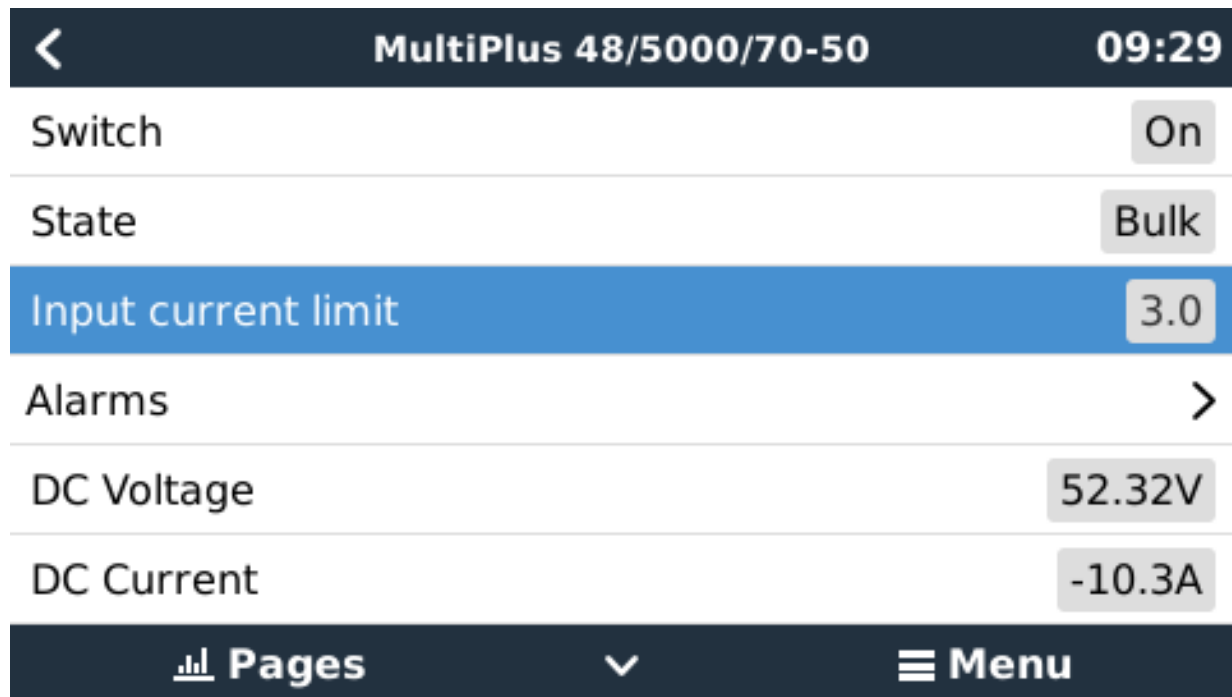 MultiPlus 48/5000/70-50 09:29
Switch On
State Bulk
Input current limit 3.0
Alarms
DC Voltage 52.32V
DC Current -10.3A
Pages Menu